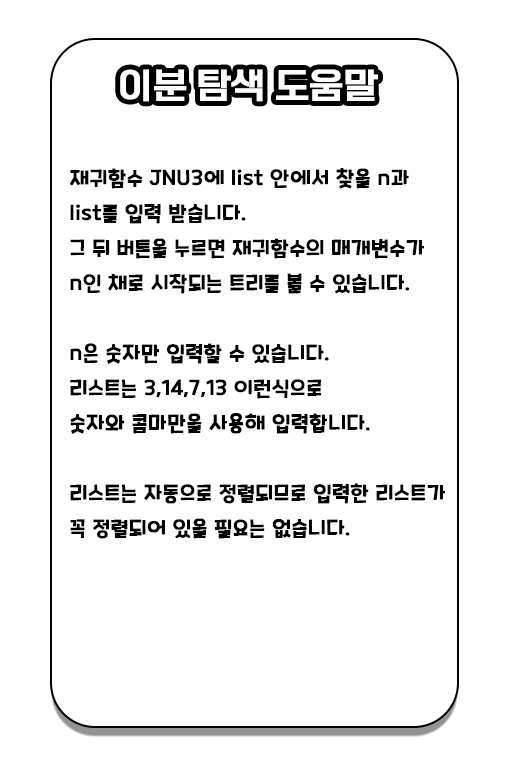 이분 탐색 도움말
재귀함수 JNU3에 list 안에서 찾을 n과
list를 입력 받습니다.
그 뒤 버튼을 누르면 재귀함수의 매개변수가
n인 채로 시작되는 트리를 볼 수 있습니다.
n은 숫자만 입력할 수 있습니다.
리스트는 3,14,7,13 이런식으로
숫자와 콤마만을 사용해 입력합니다.
리스트는 자동으로 정렬되므로 입력한 리스트가
꼭 정렬되어 있을 필요는 없습니다.